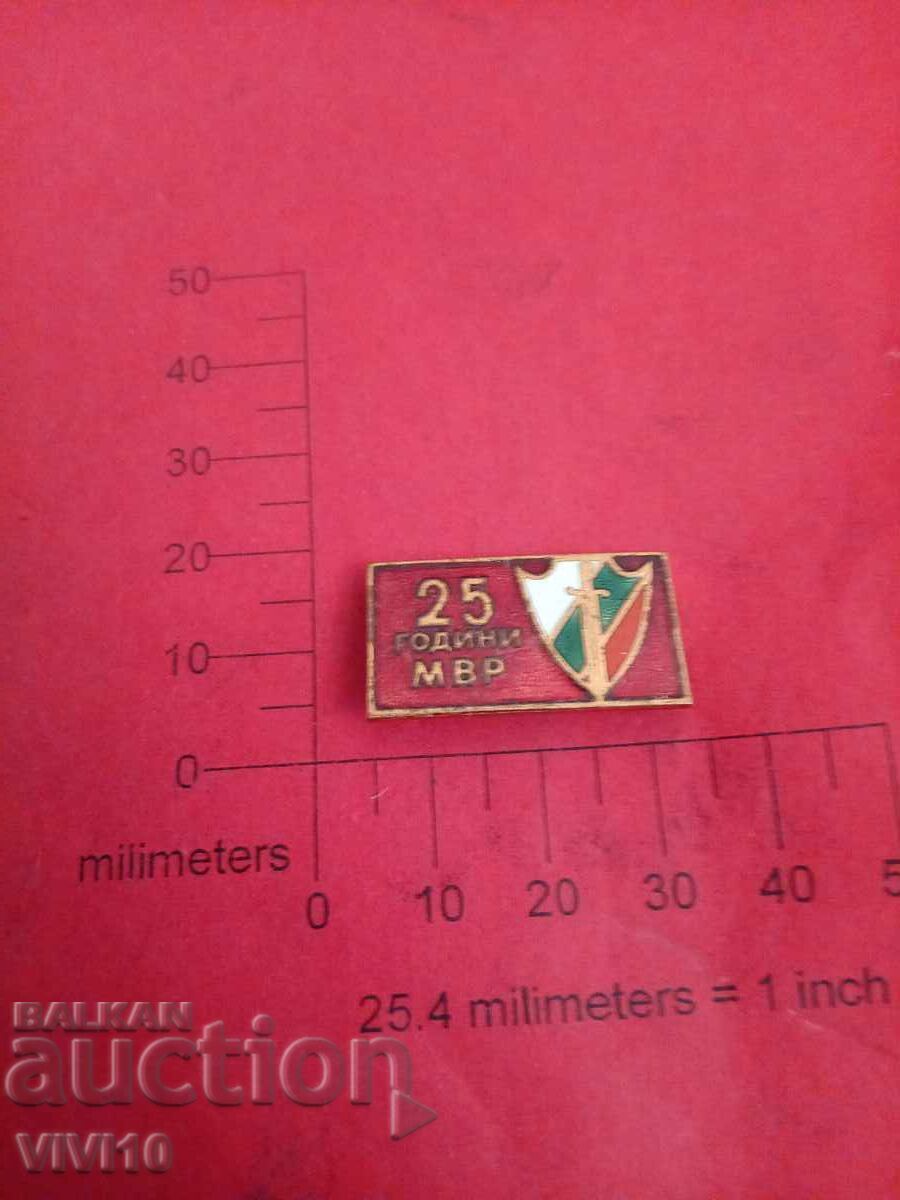 50
40
30
20
10
0
25
ГОДИНИ
МВР
milimeters
0 10 20 30 40 5
25.4 milimeters = 1 inch
BALKAN
auction
VIVI10